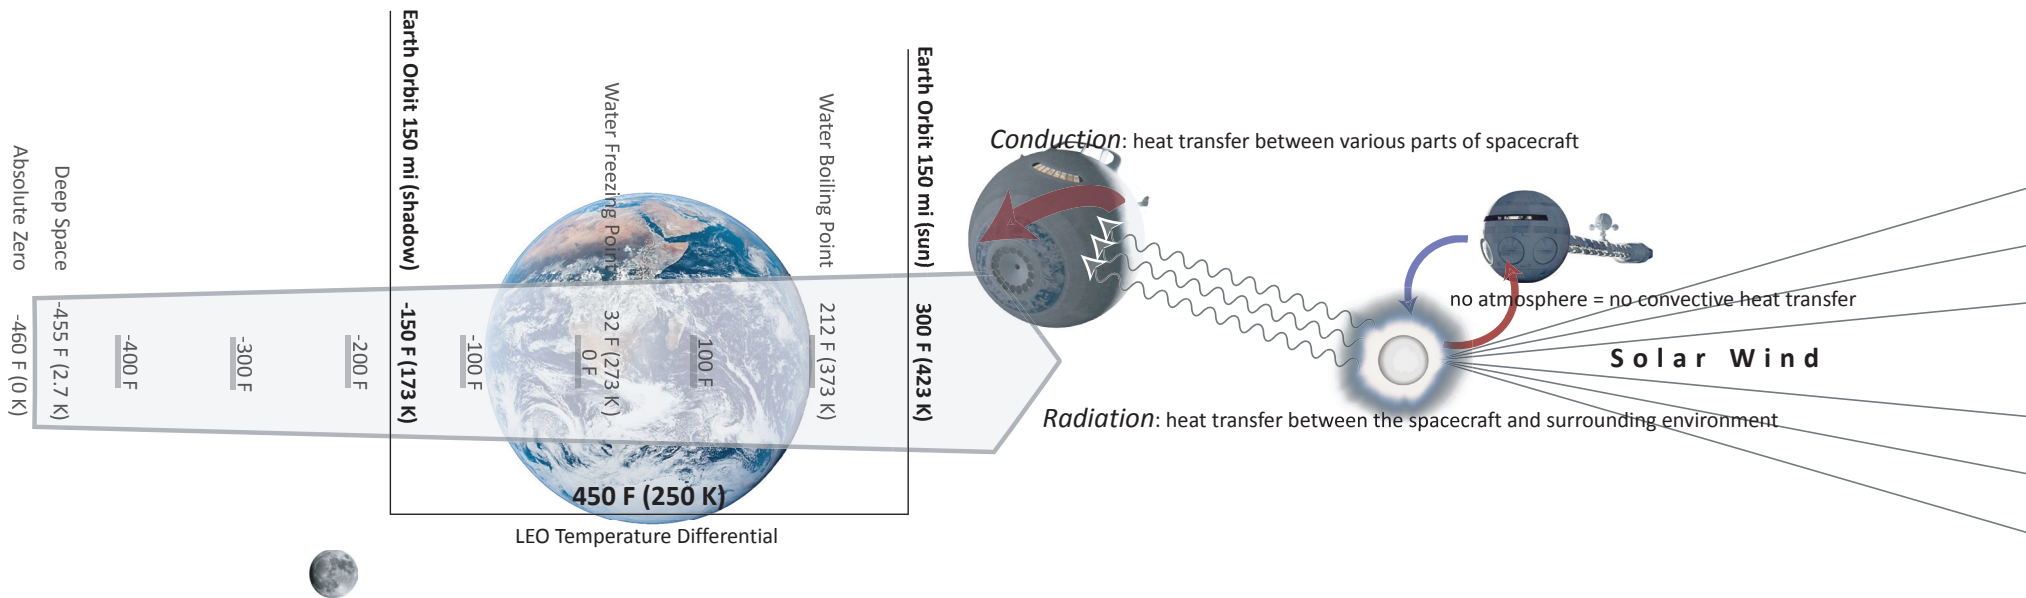 Absolute Zero
-460 F (0 K)
Deep Space
-455 F (2.7 K)
-400 F
-300 F
-200 F
Earth Orbit 150 mi (shadow)
-150 F (173 K)
-100 F
0 F
Water Freezing Point
32 F (273 K)
100 F
Water Boiling Point
212 F (373 K)
Earth Orbit 150 mi (sun)
300 F (423 K)
450 F (250 K)
LEO Temperature Differential
Conduction: heat transfer between various parts of spacecraft
no atmosphere = no convective heat transfer
Solar Wind
Radiation: heat transfer between the spacecraft and surrounding environment